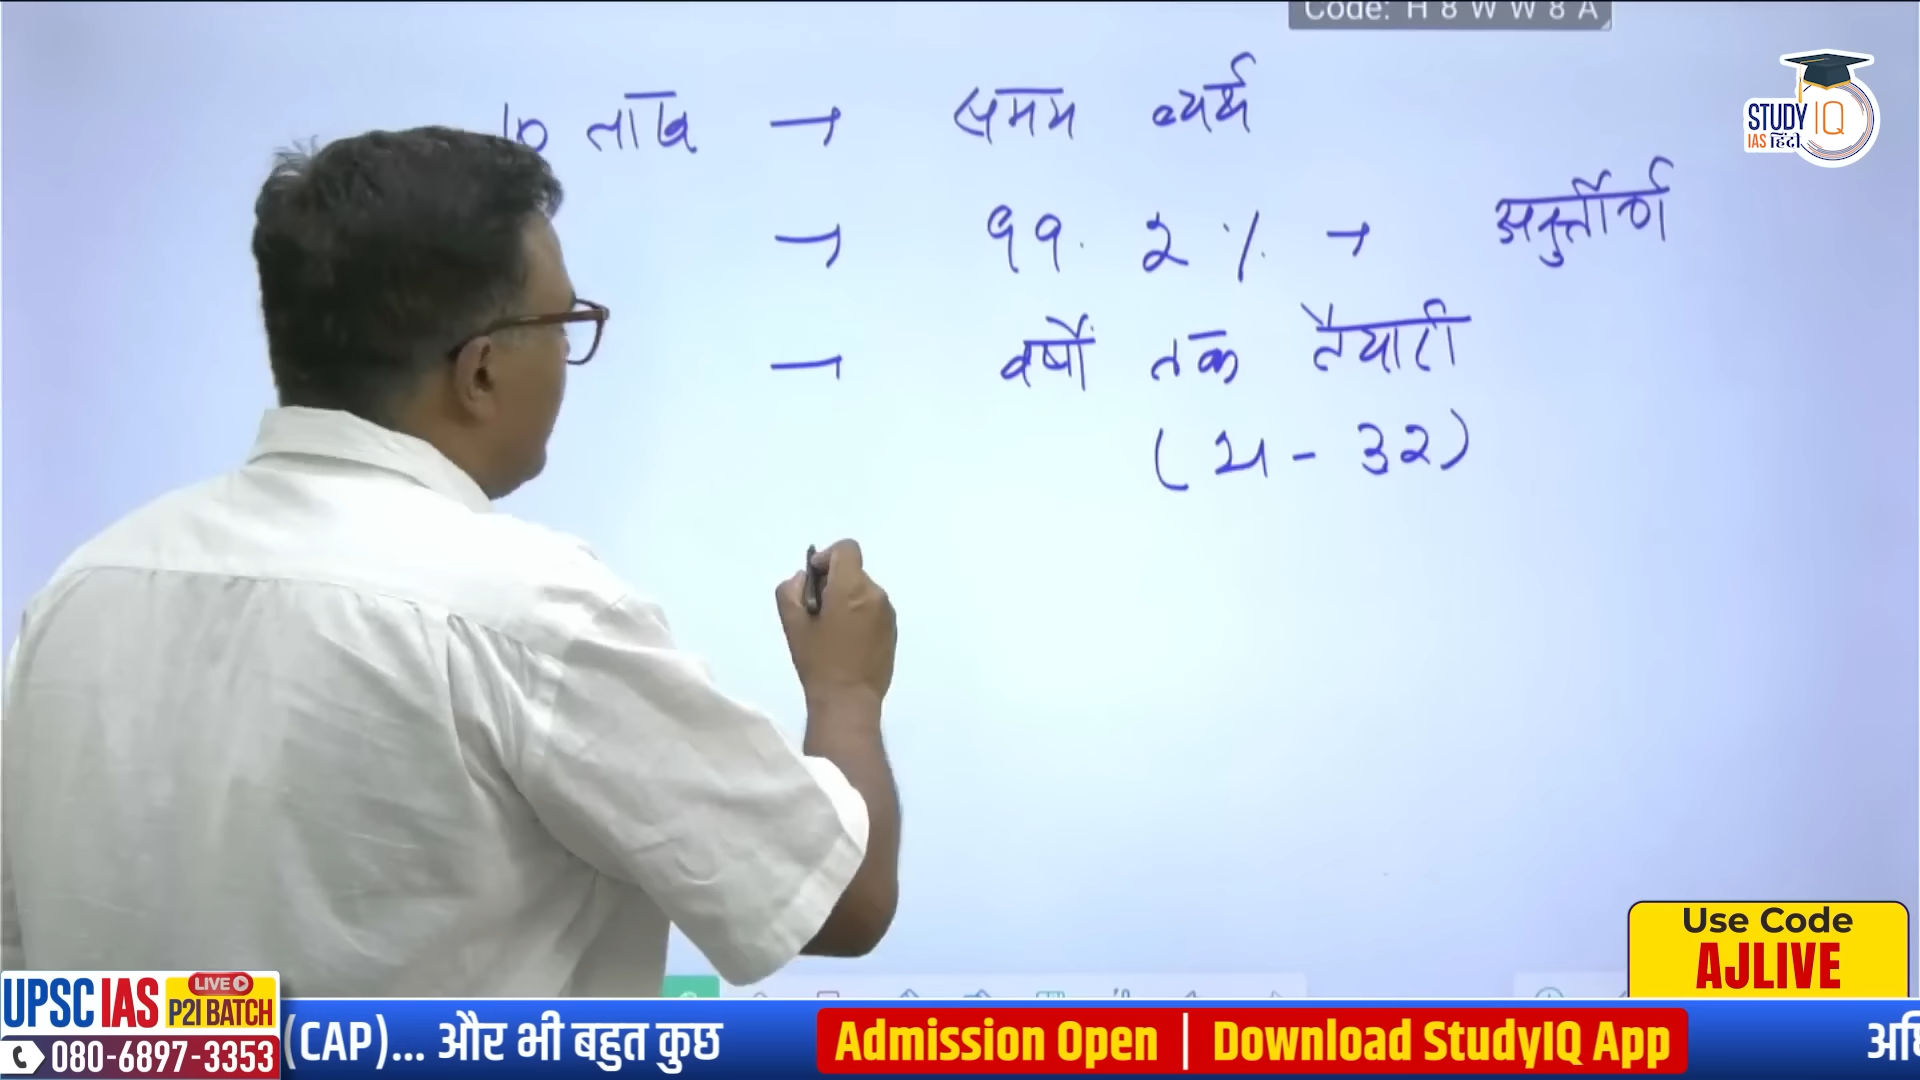 Code: H 8 W W 8 A
STUDY IQ
IAS हिंदी
10 लाख → समय व्यर्थ
→ 99.2% → अनुत्तीर्ण
→ वर्षों तक तैयारी
(21 - 32)
Use Code
AJLIVE
UPSC IAS LIVE P2I BATCH
080-6897-3353
(CAP)... और भी बहुत कुछ
Admission Open | Download StudyIQ App